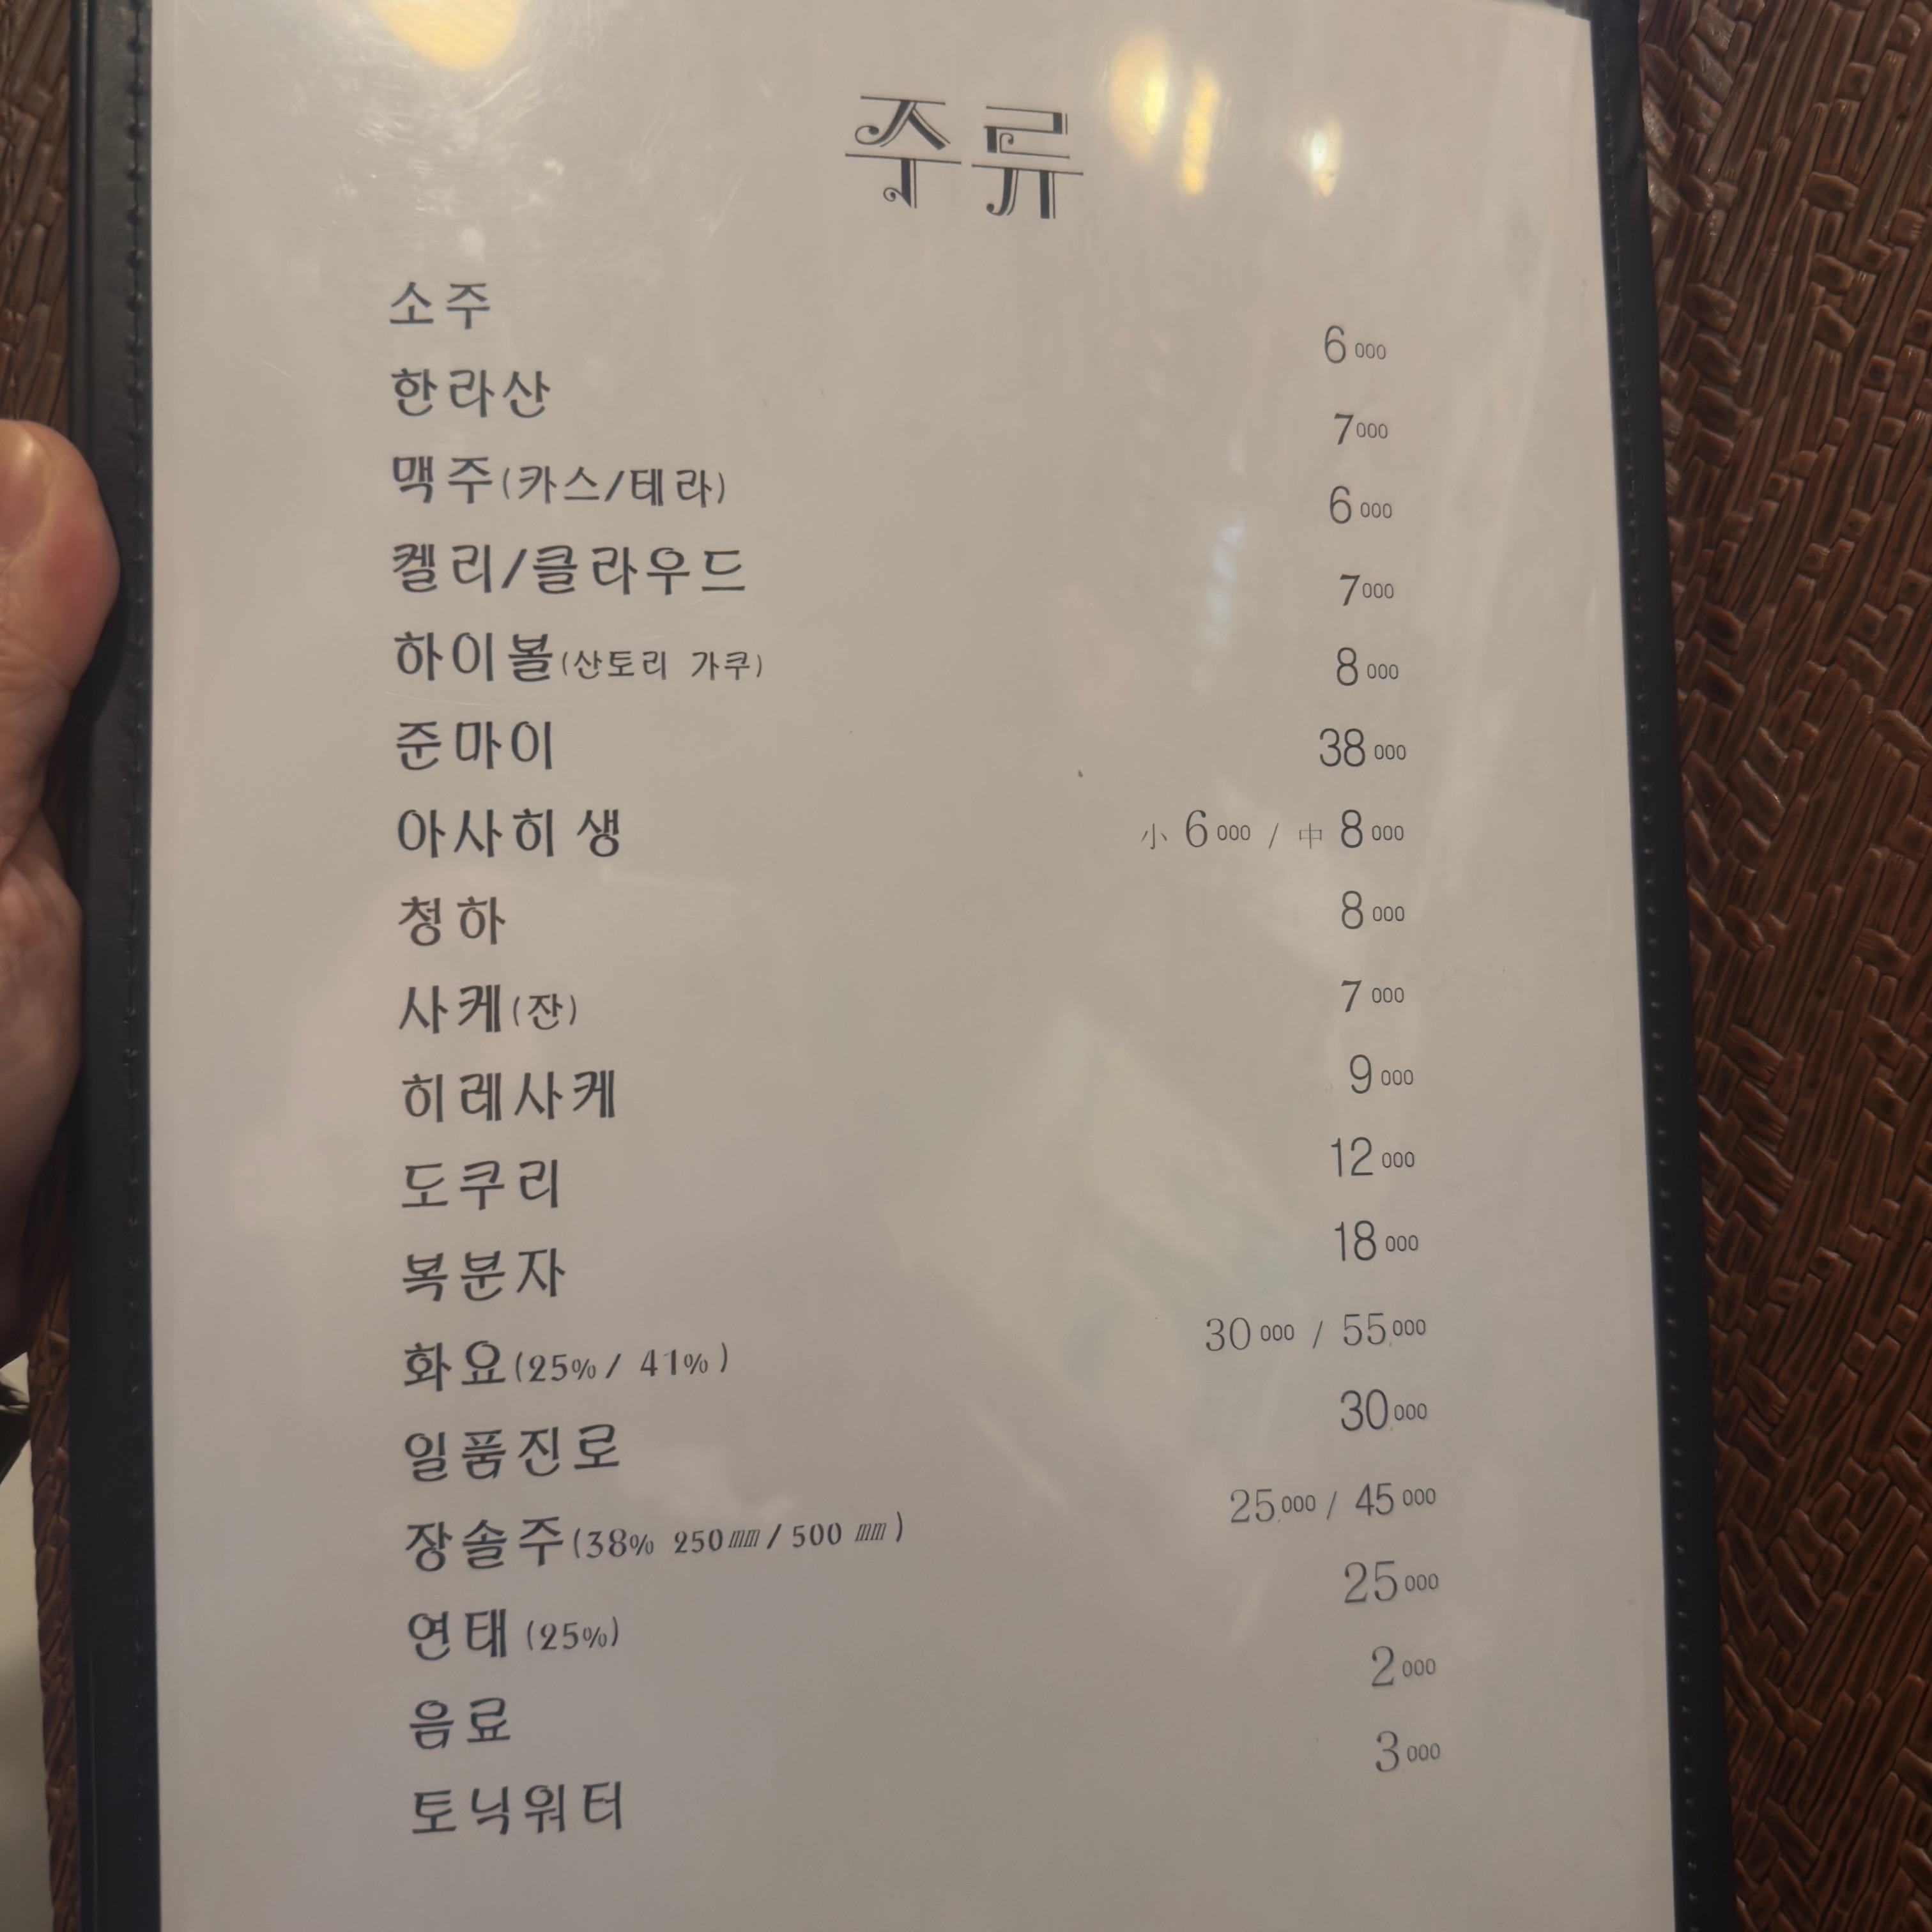 주류
소주 6 000
한라산 7000
맥주(카스/테라) 6 000
켈리/클라우드 7000
하이볼(산토리 가쿠) 8 000
준마이 38 000
아사히 생 小 6 000 / 中 8 000
청하 8 000
사케(잔) 7 000
히레사케 9 000
도쿠리 12 000
복분자 18 000
화요(25%/ 41%) 30 000 / 55,000
일품진로 30,000
장솔주(38% 250㎜/500 ㎜) 25,000 / 45 000
연태 (25%) 25 000
음료 2 000
토닉워터 3 000